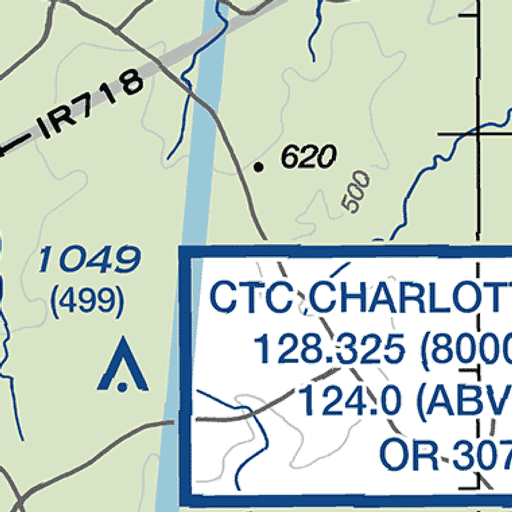 IR718
620
500
1049
(499)
CTC CHARLOTT
128.325 (8000
124.0 (ABV
OR 307